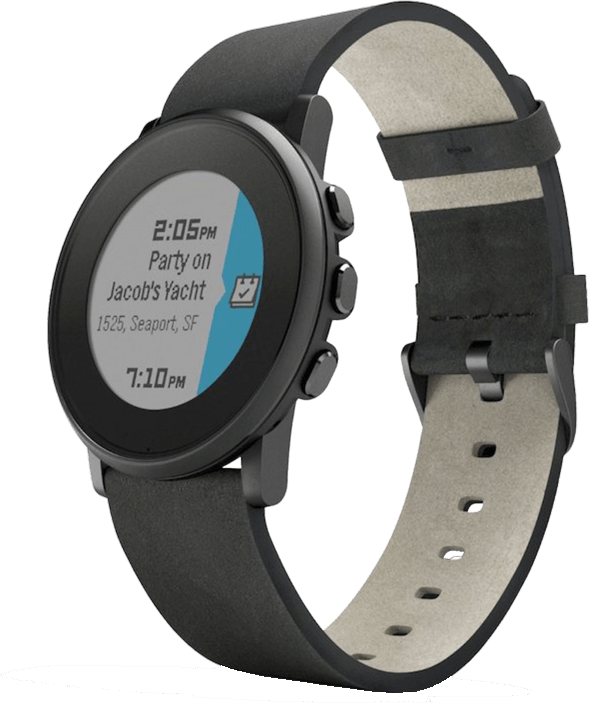 2:05PM
Party on
Jacob's Yacht
1525, Seaport, SF
7:10PM